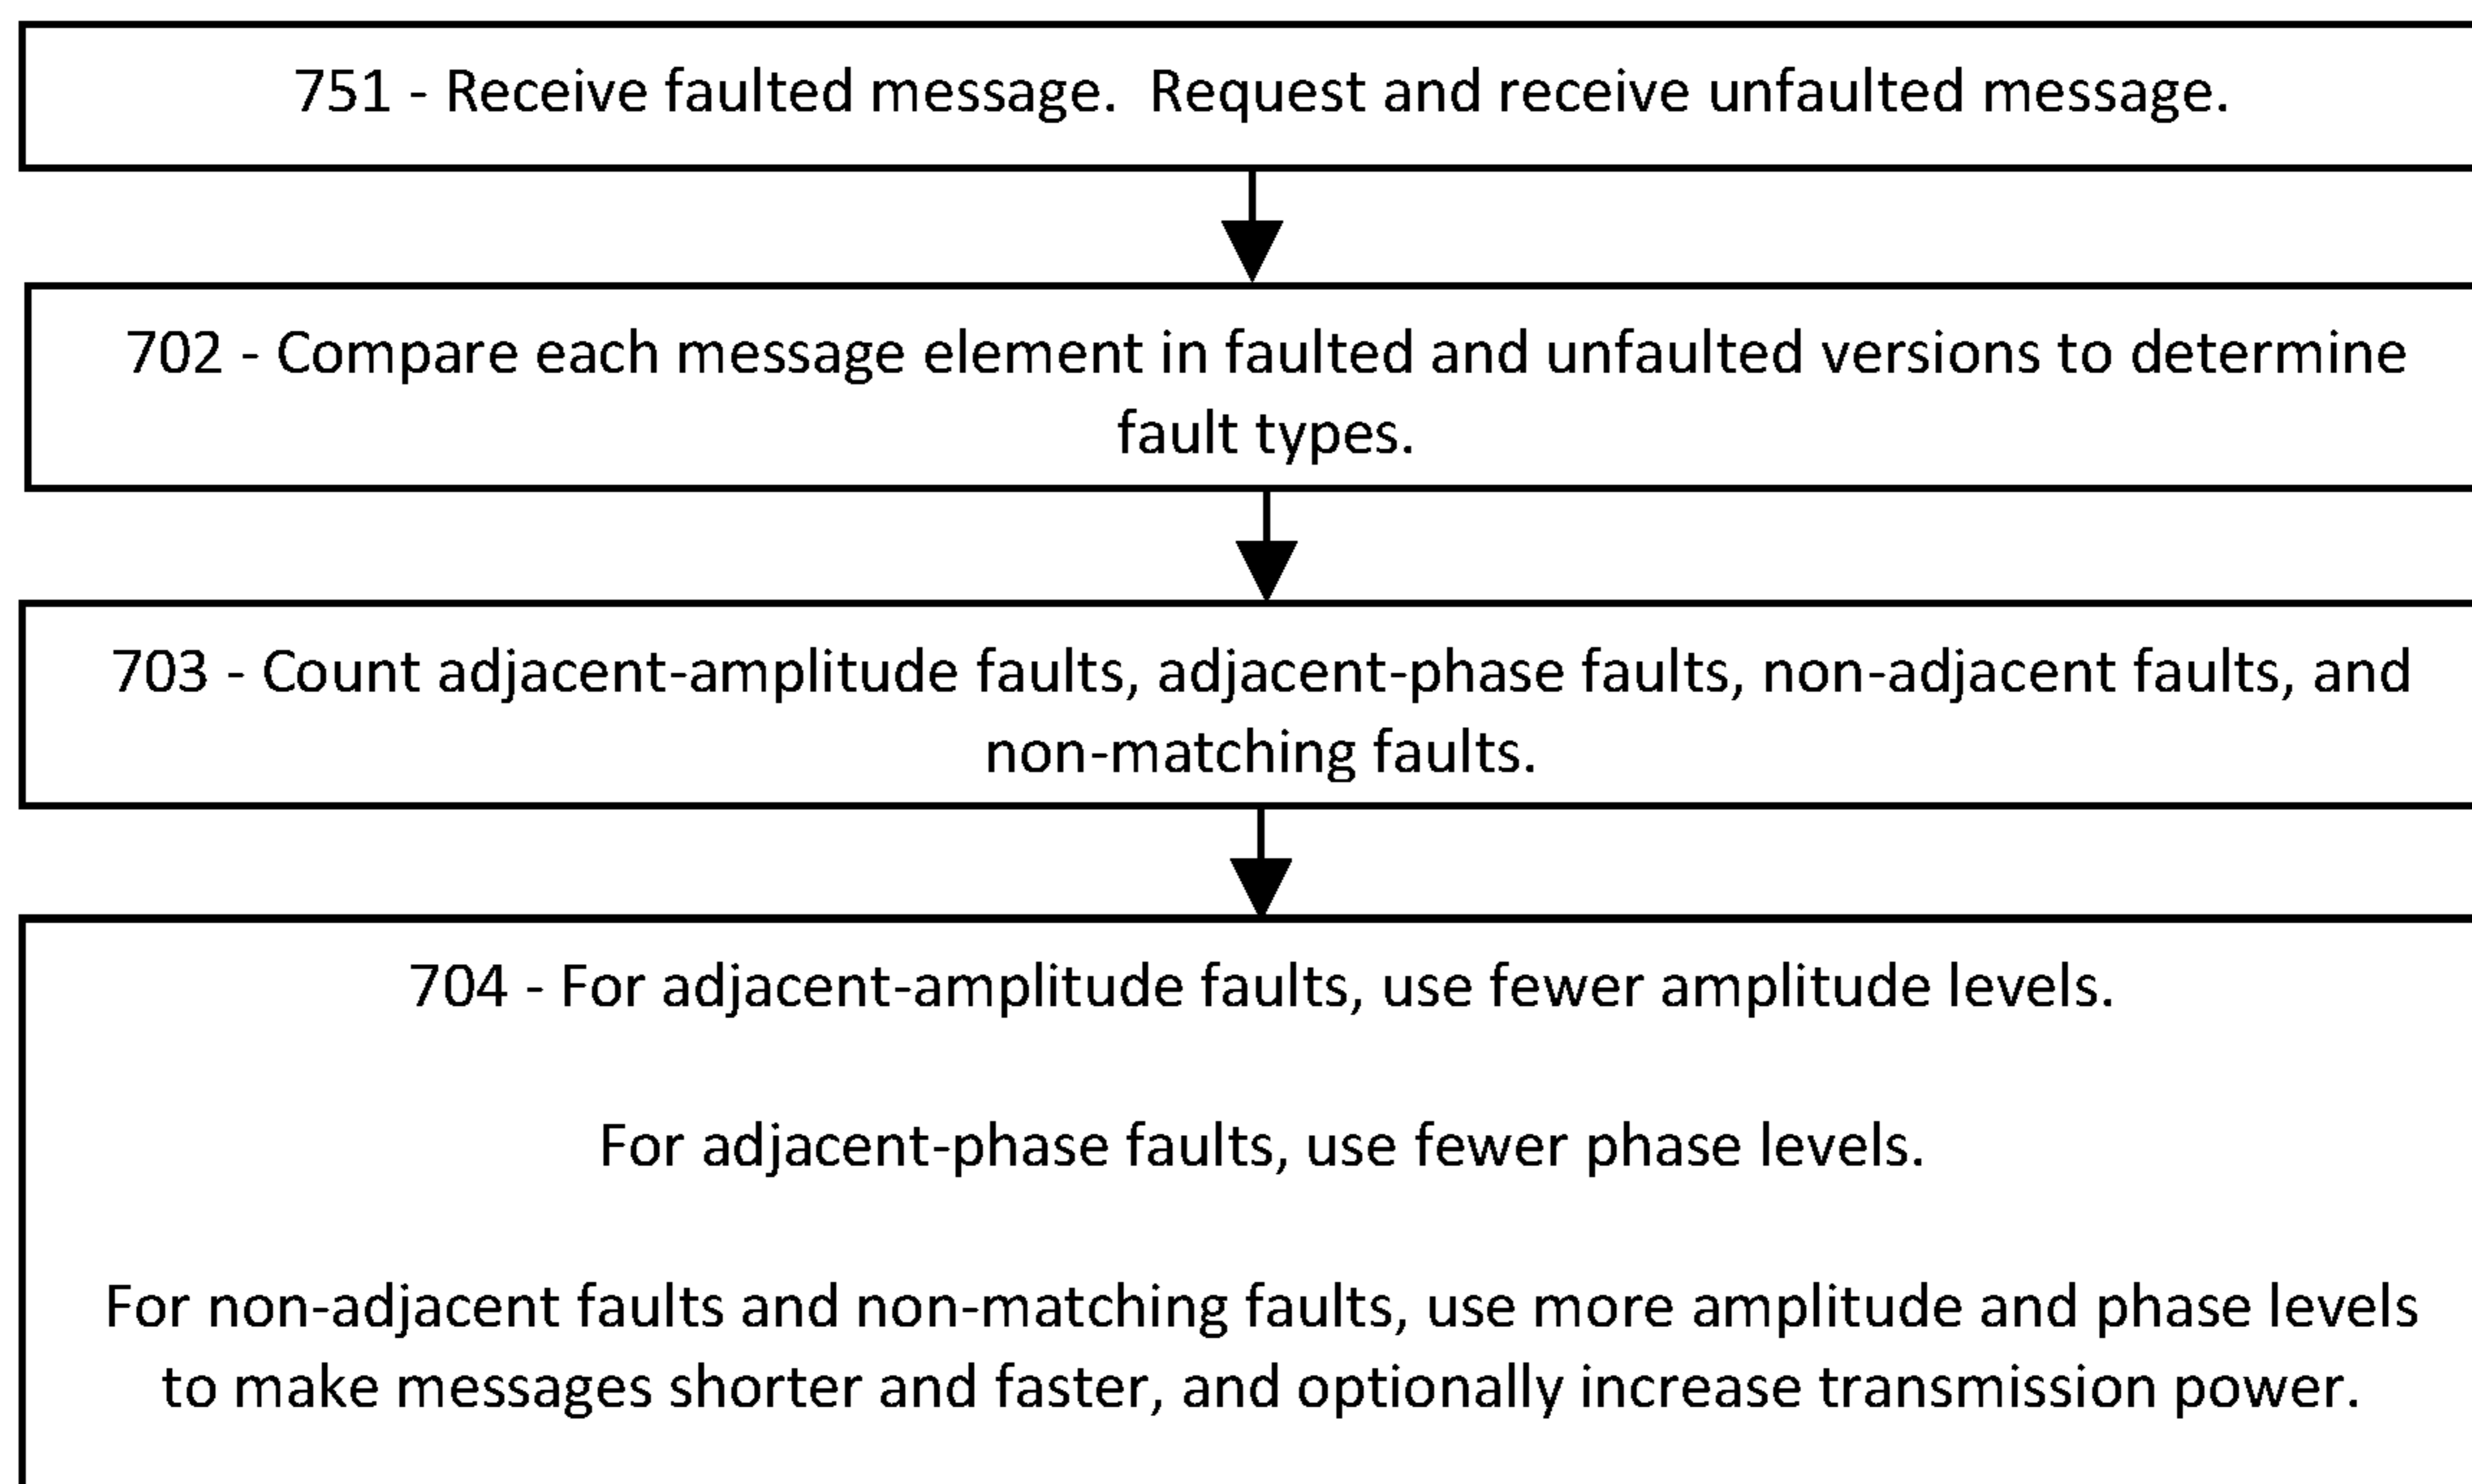 751 - Receive faulted message.  Request and receive unfaulted message.
702 - Compare each message element in faulted and unfaulted versions to determine
fault types.
703 - Count adjacent-amplitude faults, adjacent-phase faults, non-adjacent faults, and
non-matching faults.
704 - For adjacent-amplitude faults, use fewer amplitude levels.
For adjacent-phase faults, use fewer phase levels.
For non-adjacent faults and non-matching faults, use more amplitude and phase levels
to make messages shorter and faster, and optionally increase transmission power.